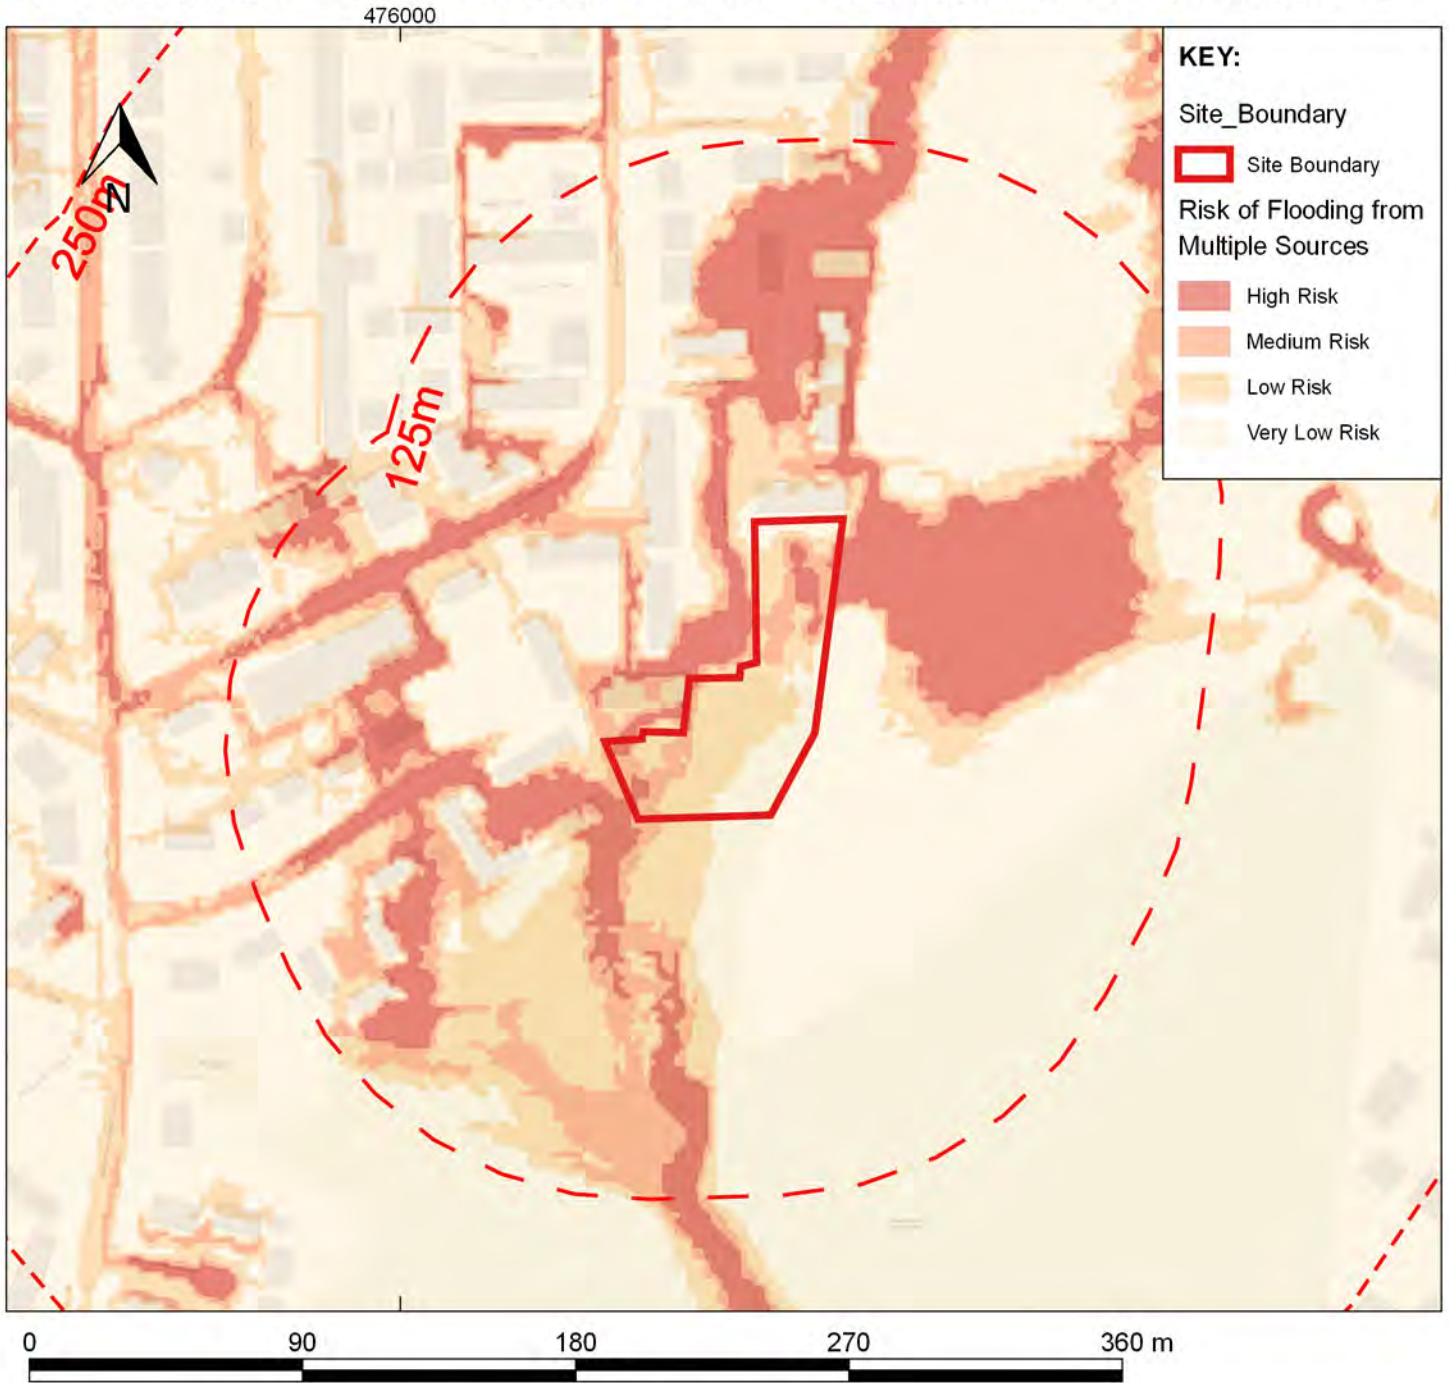 476000
KEY:
Site_Boundary
Site Boundary
Risk of Flooding from
Multiple Sources
High Risk
Medium Risk
Low Risk
Very Low Risk
N
250m
125m
0 90 180 270 360 m